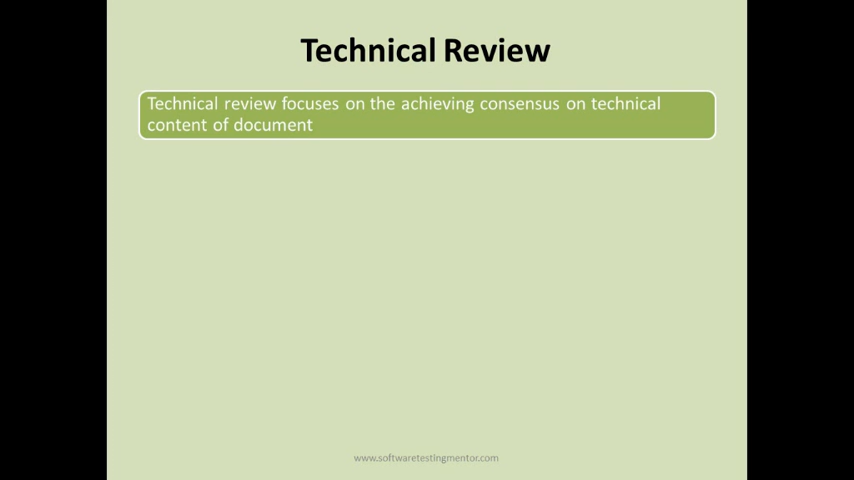 Technical Review
Technical review focuses on the achieving consensus on technical
content of document
www.softwaretestingmentor.com